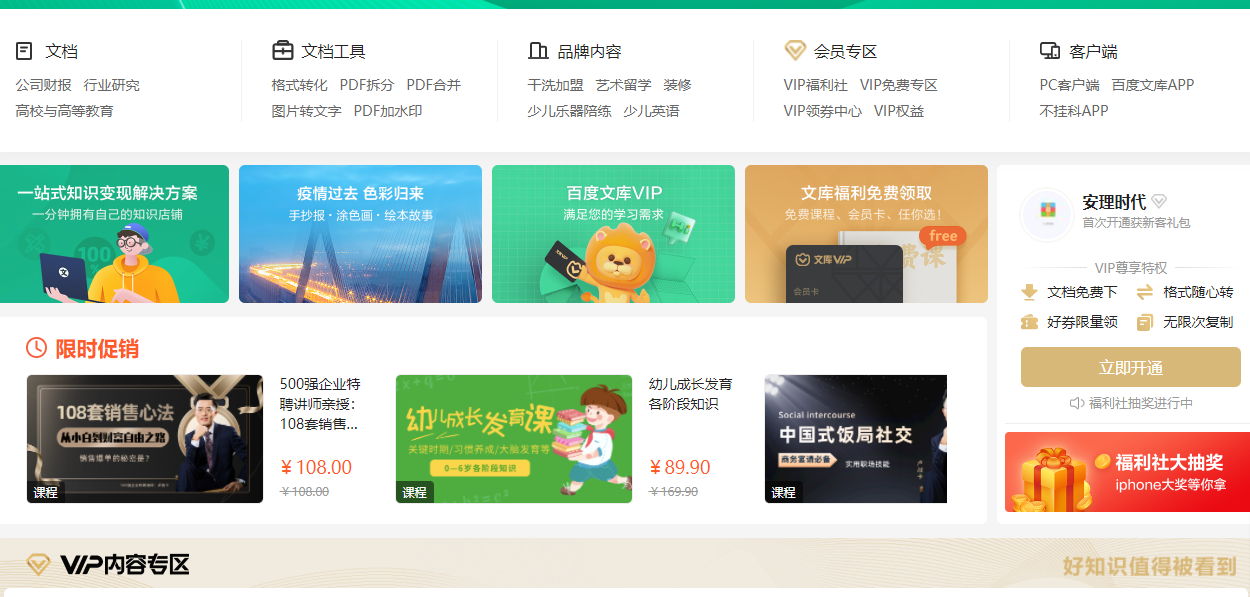 文档
公司财报 行业研究
高校与高等教育
文档工具
格式转化 PDF拆分 PDF合并
图片转文字 PDF加水印
品牌内容
干洗加盟 艺术留学 装修
少儿乐器陪练 少儿英语
会员专区
VIP福利社 VIP免费专区
VIP领券中心 VIP权益
客户端
PC客户端 百度文库APP
不挂科APP
一站式知识变现解决方案
一分钟拥有自己的知识店铺
100
文
疫情过去 色彩归来
手抄报·涂色画·绘本故事
百度文库VIP
满足您的学习需求
文库福利免费领取
免费课程、会员卡、任你选!
free
文库VIP
费课
会员卡
安理时代
首次开通获新客礼包
VIP尊享特权
文档免费下 格式随心转
好券限量领 无限次复制
立即开通
福利社抽奖进行中
福利社大抽奖
iphone大奖等你拿
限时促销
108套销售心法
从小白到财富自由之路
销售爆单的秘密是?
课程
500强企业特
聘讲师亲授:
108套销售...
¥108.00
¥108.00
幼儿成长发育课
关键时期/习惯养成/大脑发育等
0—6岁各阶段知识
课程
幼儿成长发育
各阶段知识
¥89.90
¥169.90
Social intercourse
中国式饭局社交
商务宴请必备 实用职场技能
课程
VIP内容专区
好知识值得被看到